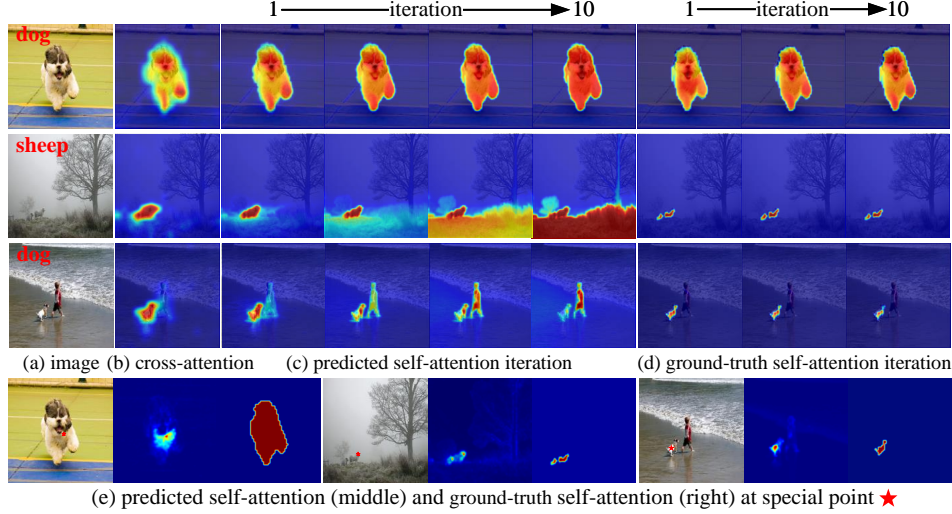 1 iteration 10 1 iteration 10
dog
sheep
dog
(a) image (b) cross-attention (c) predicted self-attention iteration (d) ground-truth self-attention iteration
(e) predicted self-attention (middle) and ground-truth self-attention (right) at special point ★